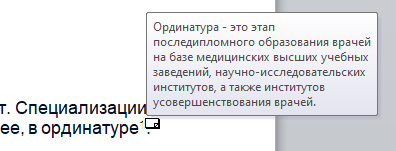 Ординатура - это этап
последипломного образования врачей
на базе медицинских высших учебных
заведений, научно-исследовательских
институтов, а также институтов
усовершенствования врачей.
т. Специализации
ее, в ординатуре